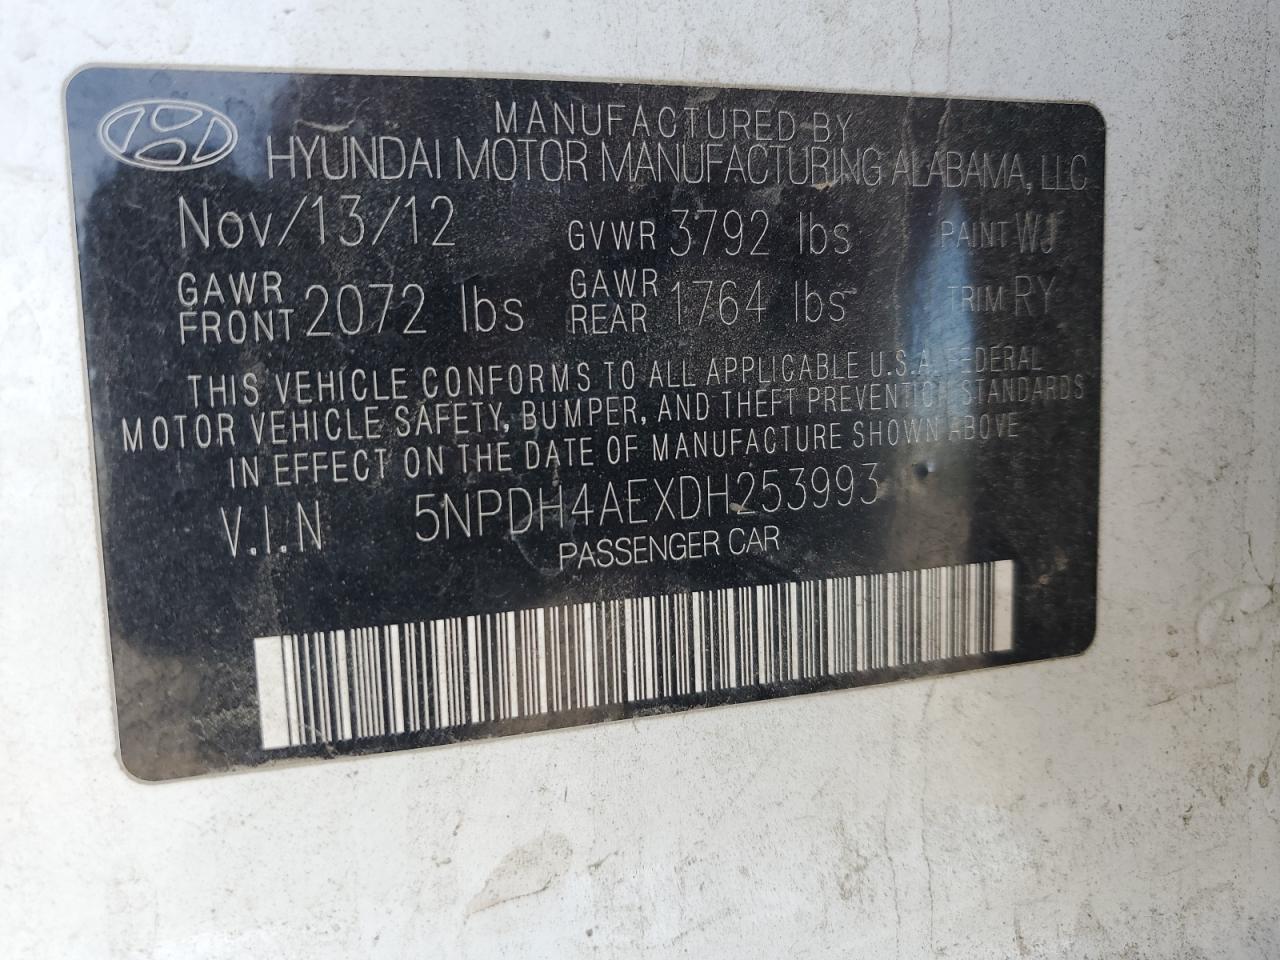 MANUFACTURED BY
HYUNDAI MOTOR MANUFACTURING ALABAMA, LLC
Nov/13/12 GVWR 3792 lbs PAINT WJ
GAWR FRONT 2072 lbs GAWR REAR 1764 lbs TRIM RY
THIS VEHICLE CONFORMS TO ALL APPLICABLE U.S.A. FEDERAL
MOTOR VEHICLE SAFETY, BUMPER, AND THEFT PREVENTION STANDARDS
IN EFFECT ON THE DATE OF MANUFACTURE SHOWN ABOVE
V.I.N 5NPDH4AEXDH253993
PASSENGER CAR